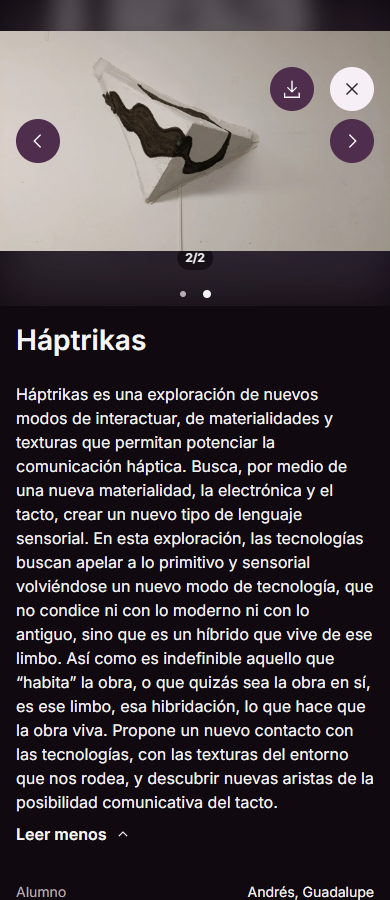 2/2
Háptrikas
Háptrikas es una exploración de nuevos
modos de interactuar, de materialidades y
texturas que permitan potenciar la
comunicación háptica. Busca, por medio de
una nueva materialidad, la electrónica y el
tacto, crear un nuevo tipo de lenguaje
sensorial. En esta exploración, las tecnologías
buscan apelar a lo primitivo y sensorial
volviéndose un nuevo modo de tecnología, que
no condice ni con lo moderno ni con lo
antiguo, sino que es un híbrido que vive de ese
limbo. Así como es indefinible aquello que
“habita” la obra, o que quizás sea la obra en sí,
es ese limbo, esa hibridación, lo que hace que
la obra viva. Propone un nuevo contacto con
las tecnologías, con las texturas del entorno
que nos rodea, y descubrir nuevas aristas de la
posibilidad comunicativa del tacto.
Leer menos
Alumno Andrés, Guadalupe